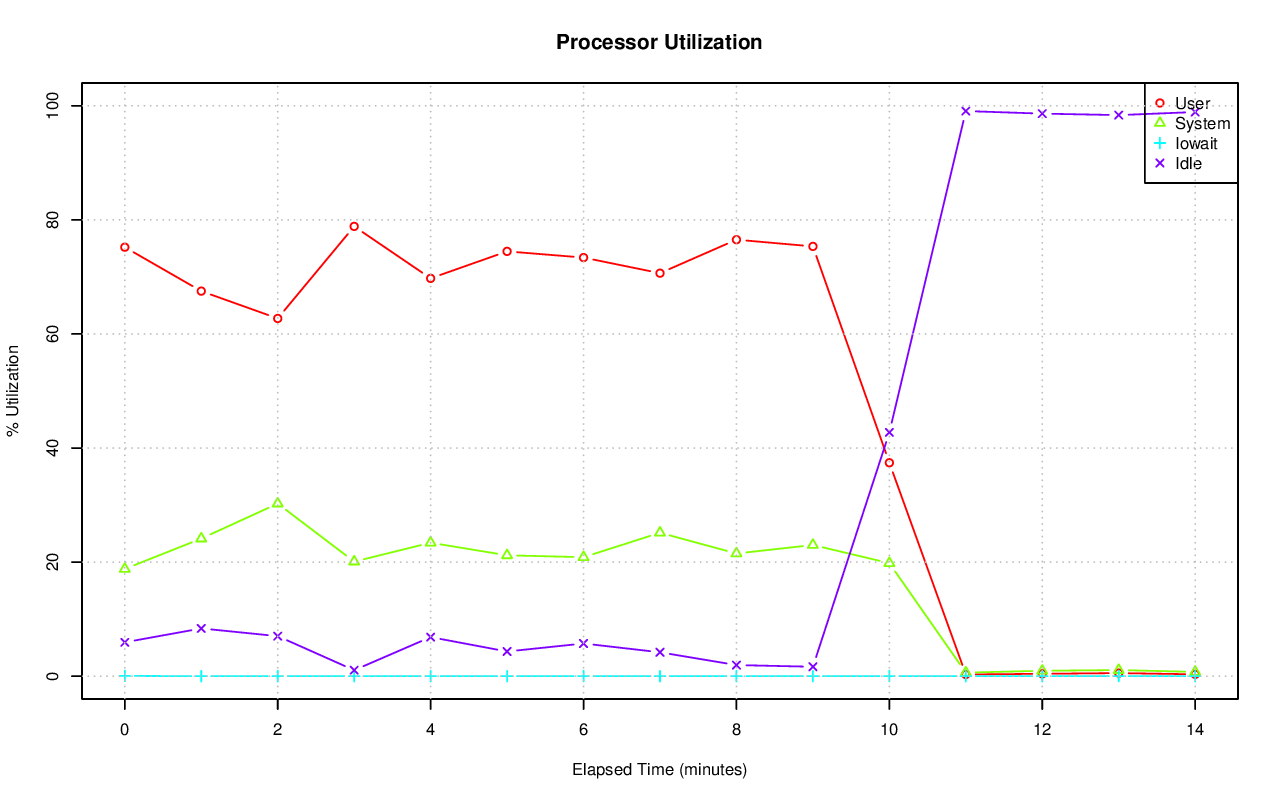 Processor Utilization
100
80
60
40
20
0
% Utilization
User
System
Iowait
Idle
0 2 4 6 8 10 12 14
Elapsed Time (minutes)